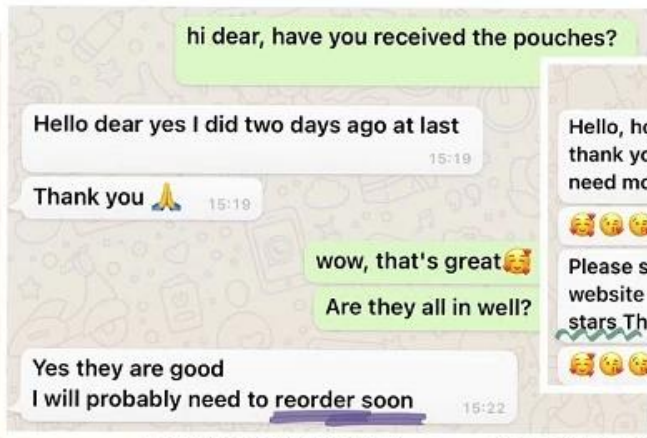 hi dear, have you received the pouches?
Hello dear yes I did two days ago at last
15:19
Thank you 🙏 15:19
wow, that's great🥰
Are they all in well?
Yes they are good
I will probably need to reorder soon 15:22
Hello,
thank
need
🥰😘😘
Please
website
stars
🥰😘😘